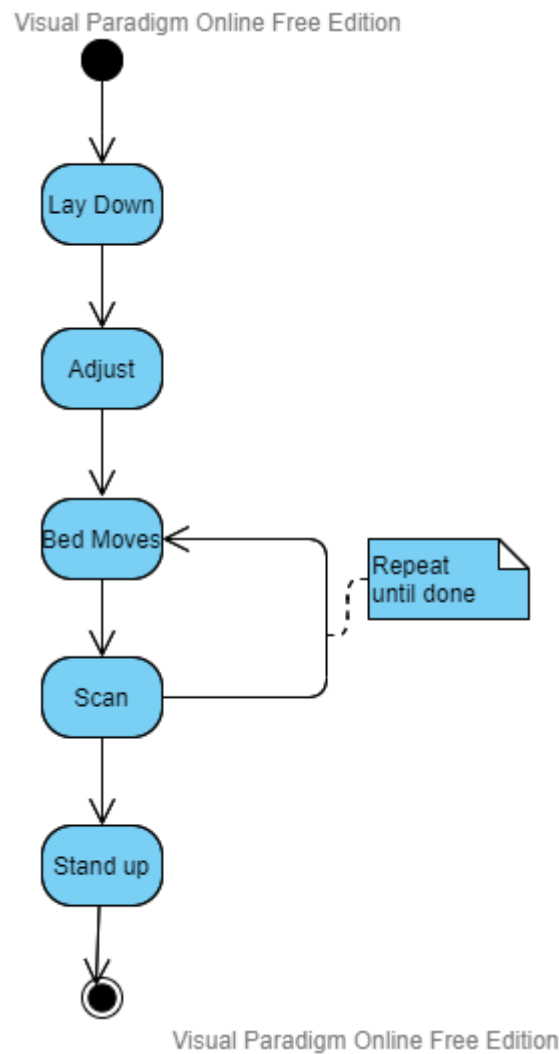 Visual Paradigm Online Free Edition
Lay Down
Adjust
Bed Moves
Repeat
until done
Scan
Stand up
Visual Paradigm Online Free Edition